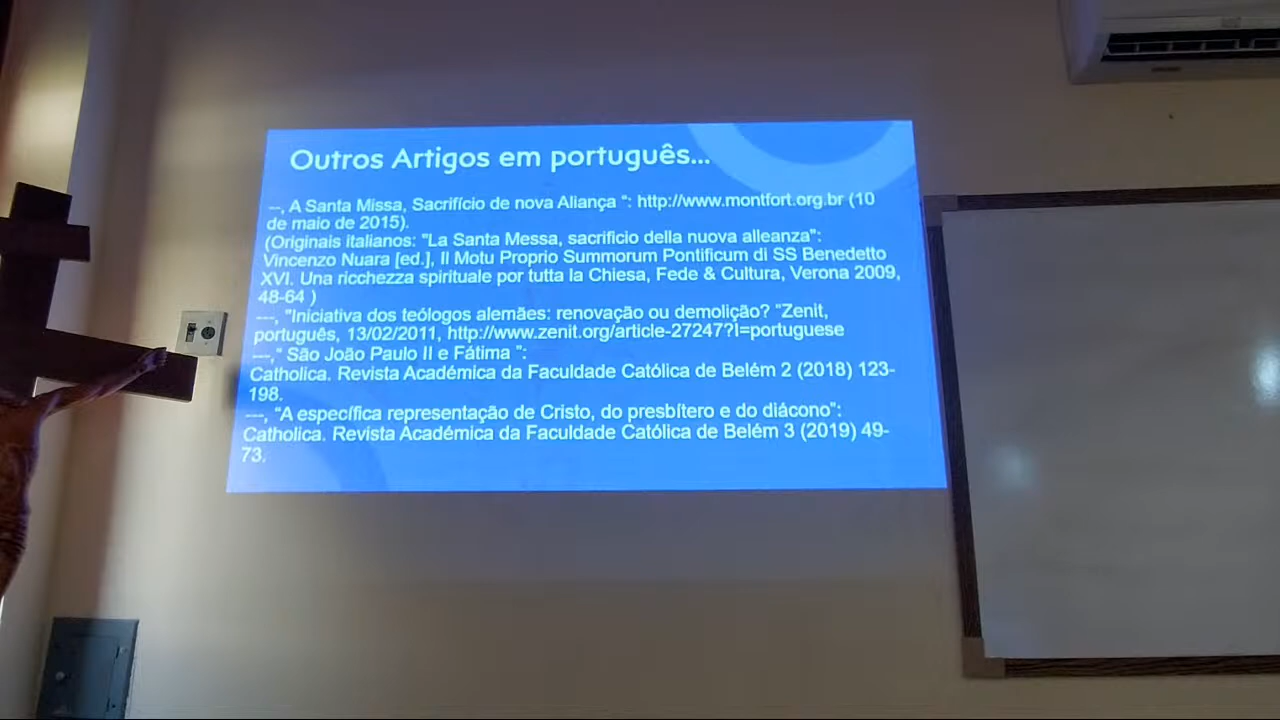 Outros Artigos em português...
---, A Santa Missa, Sacrifício de nova Aliança ": http://www.montfort.org.br (10
de maio de 2015).
(Originais italianos: "La Santa Messa, sacrificio della nuova alleanza":
Vincenzo Nuara [ed.], Il Motu Proprio Summorum Pontificum di SS Benedetto
XVI. Una ricchezza spirituale por tutta la Chiesa, Fede & Cultura, Verona 2009,
48-64 )
---, "Iniciativa dos teólogos alemães: renovação ou demolição? "Zenit,
português, 13/02/2011, http://www.zenit.org/article-27247?l=portuguese
---," São João Paulo II e Fátima ":
Catholica. Revista Académica da Faculdade Católica de Belém 2 (2018) 123-
198.
---, "A específica representação de Cristo, do presbítero e do diácono":
Catholica. Revista Académica da Faculdade Católica de Belém 3 (2019) 49-
73.